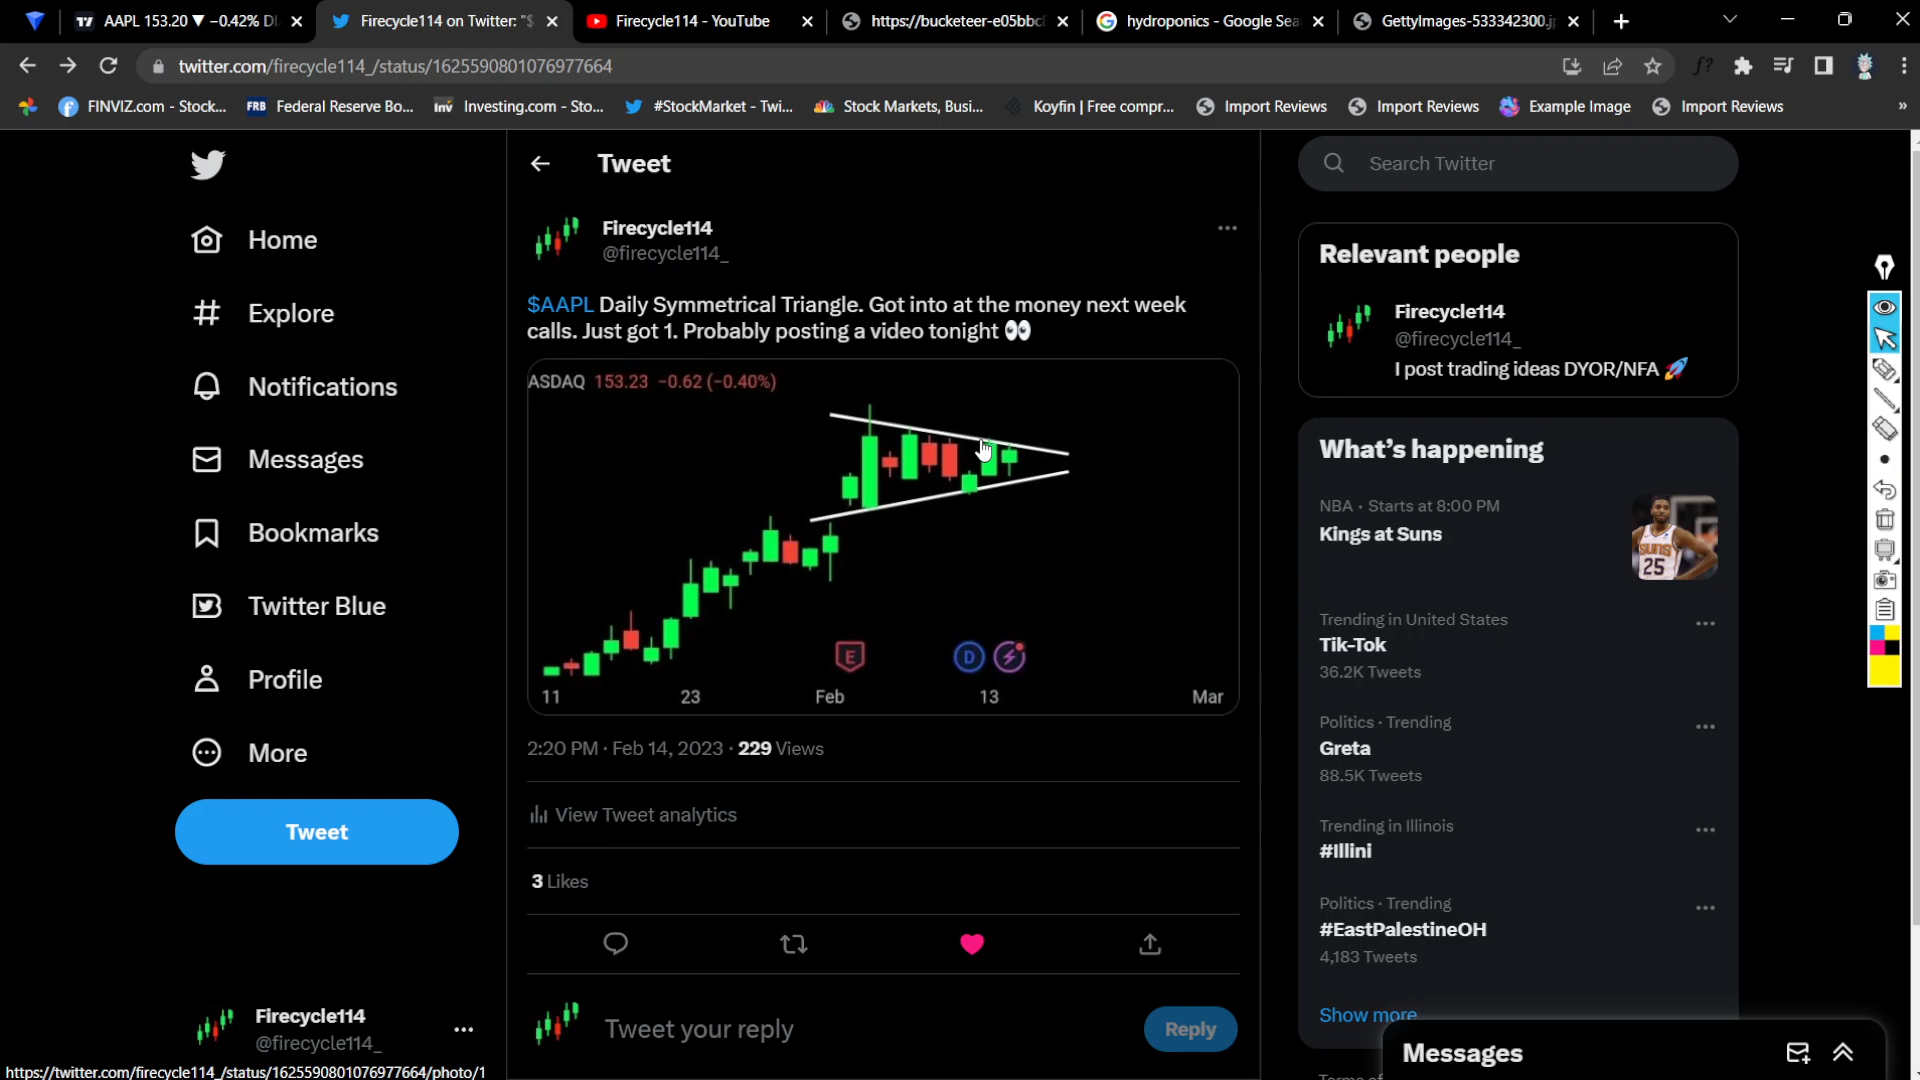 AAPL 153.20 ▼ −0.42% Di
Firecycle114 on Twitter: "$
Firecycle114 - YouTube
https://bucketeer-e05bbc
hydroponics - Google Sea
GettyImages-533342300.j
twitter.com/firecycle114_/status/1625590801076977664
FINVIZ.com - Stock...
FRB Federal Reserve Bo...
Inv Investing.com - Sto...
#StockMarket - Twi...
Stock Markets, Busi...
Koyfin | Free compr...
Import Reviews
Import Reviews
Example Image
Import Reviews
»
Home
Explore
Notifications
Messages
Bookmarks
Twitter Blue
Profile
More
Tweet
Firecycle114
@firecycle114_
https://twitter.com/firecycle114_/status/1625590801076977664/photo/1
Tweet
Firecycle114
@firecycle114_
$AAPL Daily Symmetrical Triangle. Got into at the money next week
calls. Just got 1. Probably posting a video tonight 👀
ASDAQ 153.23 −0.62 (−0.40%)
E D
11 23 Feb 13 Mar
2:20 PM · Feb 14, 2023 · 229 Views
View Tweet analytics
3 Likes
Tweet your reply
Reply
Search Twitter
Relevant people
Firecycle114
@firecycle114_
I post trading ideas DYOR/NFA 🚀
What's happening
NBA · Starts at 8:00 PM
Kings at Suns
SUNS
25
Trending in United States
Tik-Tok
36.2K Tweets
Politics · Trending
Greta
88.5K Tweets
Trending in Illinois
#Illini
Politics · Trending
#EastPalestineOH
4,183 Tweets
Show more
Messages